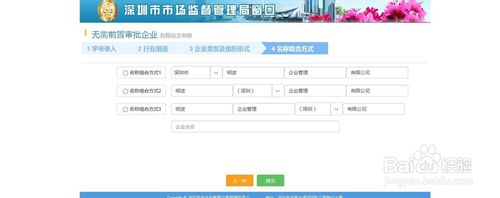 深圳市市场监督管理局窗口
无需前置审批企业 名称自主申报
1 字号录入 2 行业用语 3 企业类型及组织形式 4 名称组合方式
名称组合方式1 深圳市 明途 企业管理 有限公司
名称组合方式2 明途 （深圳） 企业管理 有限公司
名称组合方式3 明途 企业管理 （深圳） 有限公司
企业全称
上一步 提交
Baidu 经验
jingyan.baidu.com